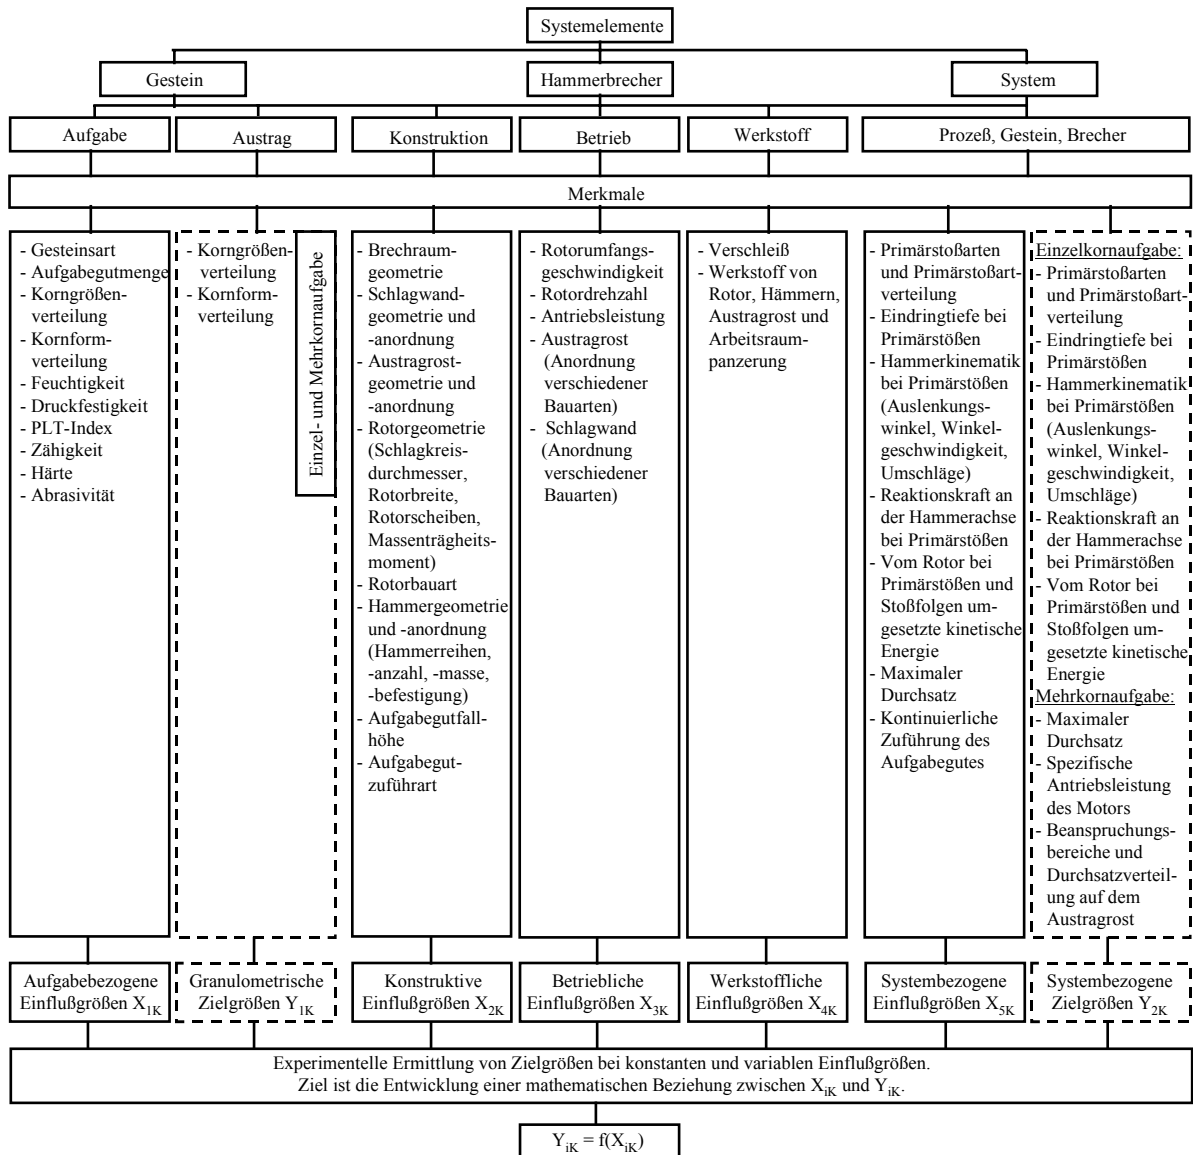 Systemelemente
Gestein
Hammerbrecher
System
Aufgabe
Austrag
Konstruktion
Betrieb
Werkstoff
Prozeß, Gestein, Brecher
Merkmale
- Gesteinsart
- Aufgabegutmenge
- Korngrößen-
verteilung
- Kornform-
verteilung
- Feuchtigkeit
- Druckfestigkeit
- PLT-Index
- Zähigkeit
- Härte
- Abrasivität
- Korngrößen-
verteilung
- Kornform-
verteilung
Einzel- und Mehrkornaufgabe
- Brechraum-
geometrie
- Schlagwand-
geometrie und
-anordnung
- Austragrost-
geometrie und
-anordnung
- Rotorgeometrie
(Schlagkreis-
durchmesser,
Rotorbreite,
Rotorscheiben,
Massenträgheits-
moment)
- Rotorbauart
- Hammergeometrie
und -anordnung
(Hammerreihen,
-anzahl, -masse,
-befestigung)
- Aufgabegutfall-
höhe
- Aufgabegut-
zuführart
- Rotorumfangs-
geschwindigkeit
- Rotordrehzahl
- Antriebsleistung
- Austragrost
(Anordnung
verschiedener
Bauarten)
- Schlagwand
(Anordnung
verschiedener
Bauarten)
- Verschleiß
- Werkstoff von
Rotor, Hämmern,
Austragrost und
Arbeitsraum-
panzerung
- Primärstoßarten
und Primärstoßart-
verteilung
- Eindringtiefe bei
Primärstößen
- Hammerkinematik
bei Primärstößen
(Auslenkungs-
winkel, Winkel-
geschwindigkeit,
Umschläge)
- Reaktionskraft an
der Hammerachse
bei Primärstößen
- Vom Rotor bei
Primärstößen und
Stoßfolgen um-
gesetzte kinetische
Energie
- Maximaler
Durchsatz
- Kontinuierliche
Zuführung des
Aufgabegutes
Einzelkornaufgabe:
- Primärstoßarten
und Primärstoßart-
verteilung
- Eindringtiefe bei
Primärstößen
- Hammerkinematik
bei Primärstößen
(Auslenkungs-
winkel, Winkel-
geschwindigkeit,
Umschläge)
- Reaktionskraft an
der Hammerachse
bei Primärstößen
- Vom Rotor bei
Primärstößen und
Stoßfolgen um-
gesetzte kinetische
Energie
Mehrkornaufgabe:
- Maximaler
Durchsatz
- Spezifische
Antriebsleistung
des Motors
- Beanspruchungs-
bereiche und
Durchsatzverteil-
ung auf dem
Austragrost
Aufgabebezogene
Einflußgrößen X1K
Granulometrische
Zielgrößen Y1K
Konstruktive
Einflußgrößen X2K
Betriebliche
Einflußgrößen X3K
Werkstoffliche
Einflußgrößen X4K
Systembezogene
Einflußgrößen X5K
Systembezogene
Zielgrößen Y2K
Experimentelle Ermittlung von Zielgrößen bei konstanten und variablen Einflußgrößen.
Ziel ist die Entwicklung einer mathematischen Beziehung zwischen XiK und YiK.
YiK = f(XiK)